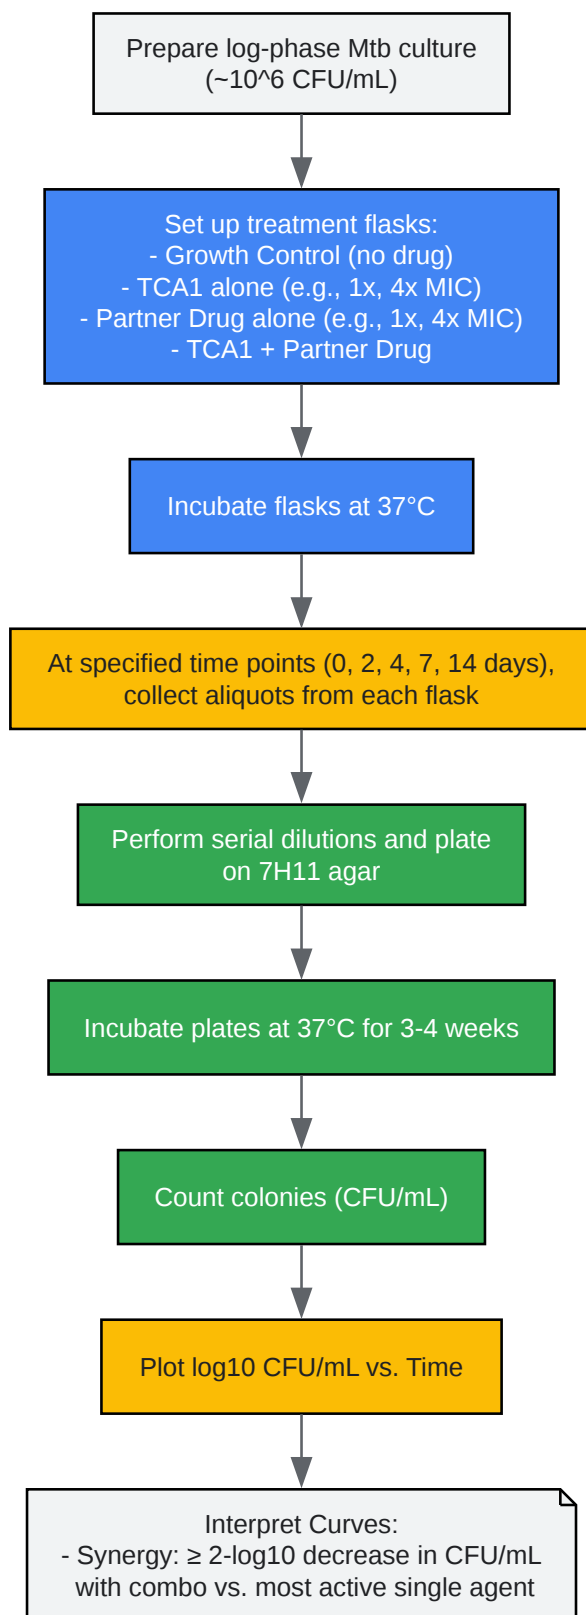 Prepare log-phase Mtb culture
(~10^6 CFU/mL)
Set up treatment flasks:
- Growth Control (no drug)
- TCA1 alone (e.g., 1x, 4x MIC)
- Partner Drug alone (e.g., 1x, 4x MIC)
- TCA1 + Partner Drug
Incubate flasks at 37°C
At specified time points (0, 2, 4, 7, 14 days),
collect aliquots from each flask
Perform serial dilutions and plate
on 7H11 agar
Incubate plates at 37°C for 3-4 weeks
Count colonies (CFU/mL)
Plot log10 CFU/mL vs. Time
Interpret Curves:
- Synergy: ≥ 2-log10 decrease in CFU/mL
with combo vs. most active single agent